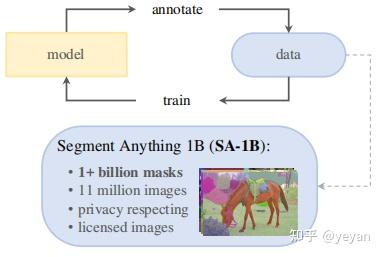 annotate
model
data
train
Segment Anything 1B (SA-1B):
• 1+ billion masks
• 11 million images
• privacy respecting
• licensed images
知乎 @yeyan